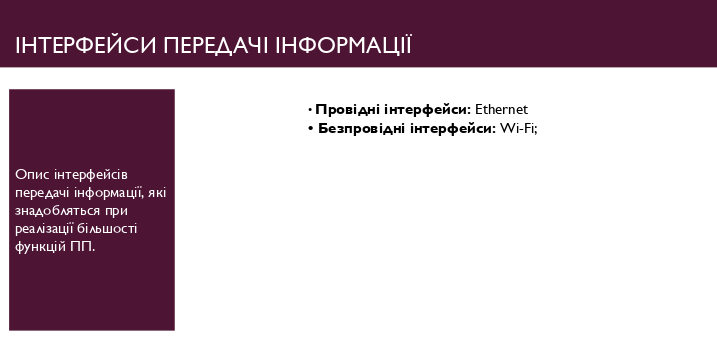 ІНТЕРФЕЙСИ ПЕРЕДАЧІ ІНФОРМАЦІЇ
Опис інтерфейсів
передачі інформації, які
знадобляться при
реалізації більшості
функцій ПП.
• Провідні інтерфейси: Ethernet
• Безпровідні інтерфейси: Wi-Fi;